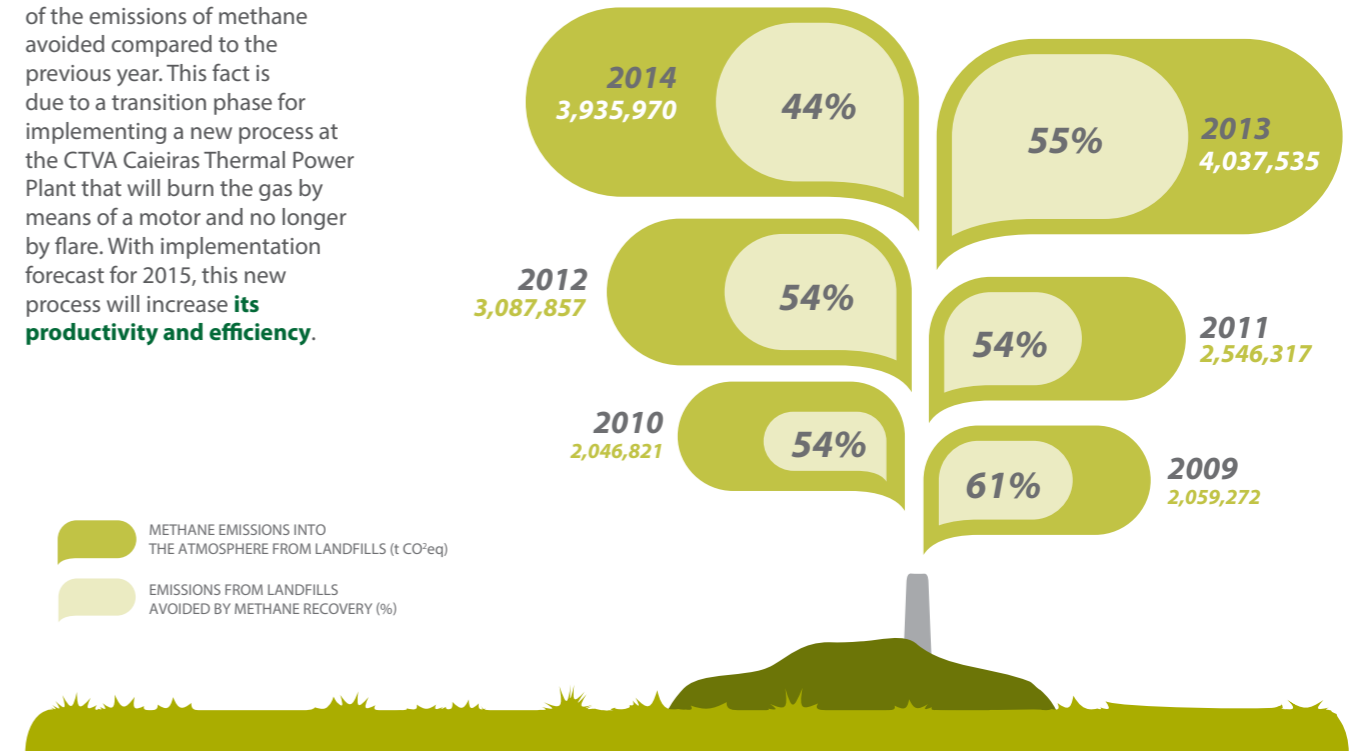 of the emissions of methane
avoided compared to the
previous year. This fact is
due to a transition phase for
implementing a new process at
the CTVA Caieiras Thermal Power
Plant that will burn the gas by
means of a motor and no longer
by flare. With implementation
forecast for 2015, this new
process will increase its
productivity and efficiency.
2014
3,935,970
44%
55%
2013
4,037,535
2012
3,087,857
54%
54%
2011
2,546,317
2010
2,046,821
54%
61%
2009
2,059,272
METHANE EMISSIONS INTO
THE ATMOSPHERE FROM LANDFILLS (t CO²eq)
EMISSIONS FROM LANDFILLS
AVOIDED BY METHANE RECOVERY (%)